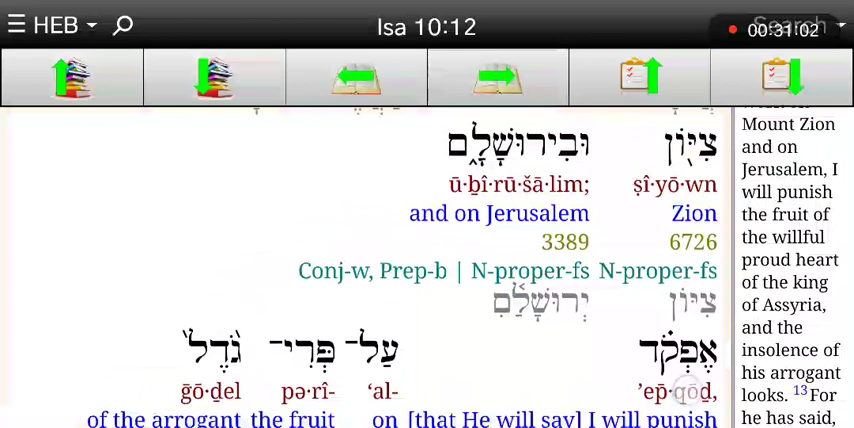 ☰ HEB Isa 10:12 Search
00:31:02
צִיּ֖וֹן וּבִירוּשָׁלָ֑͏ִם
ṣî·yō·wn ū·ḇî·rū·šā·lim;
Zion and on Jerusalem
6726 3389
N-proper-fs Conj-w, Prep-b | N-proper-fs
צִיּוֹן יְרוּשָׁלַ֫͏ִם
אֶפְקֹ֗ד עַל־ פְּרִי־ גֹ֙דֶל֙
’ep̄·qōḏ, ‘al- pə·rî- ḡō·ḏel
[that He will say] I will punish on the fruit of the arrogant
Mount Zion
and on
Jerusalem, I
will punish
the fruit of
the willful
proud heart
of the king
of Assyria,
and the
insolence of
his arrogant
looks. 13 For
he has said,